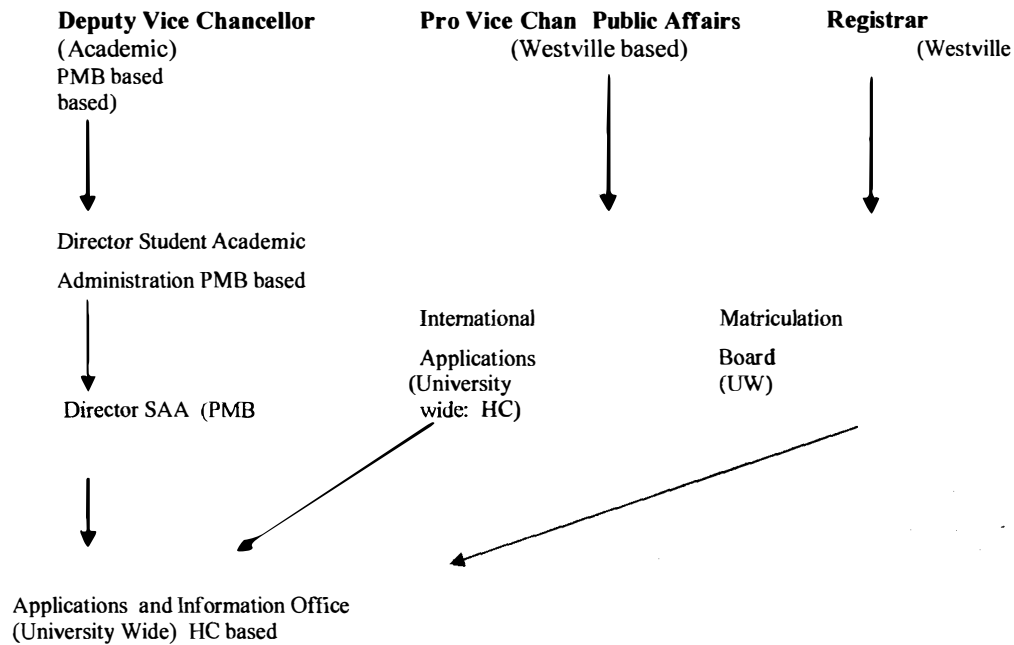 Deputy Vice Chancellor
(Academic)
PMB based
based)
Pro Vice Chan Public Affairs
(Westville based)
Registrar
(Westville
Director Student Academic
Administration PMB based
Director SAA (PMB
International
Applications
(University
wide: HC)
Matriculation
Board
(UW)
Applications and Information Office
(University Wide) HC based